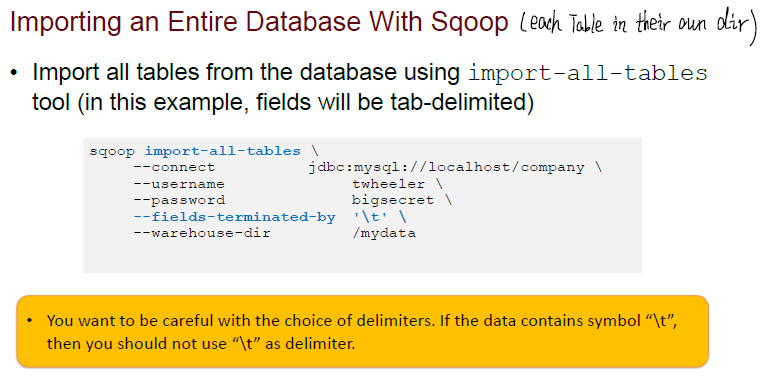 Importing an Entire Database With Sqoop (each Table in their own dir)
• Import all tables from the database using import-all-tables
tool (in this example, fields will be tab-delimited)
sqoop import-all-tables \
--connect jdbc:mysql://localhost/company \
--username twheeler \
--password bigsecret \
--fields-terminated-by '\t' \
--warehouse-dir /mydata
• You want to be careful with the choice of delimiters. If the data contains symbol “\t”,
then you should not use “\t” as delimiter.